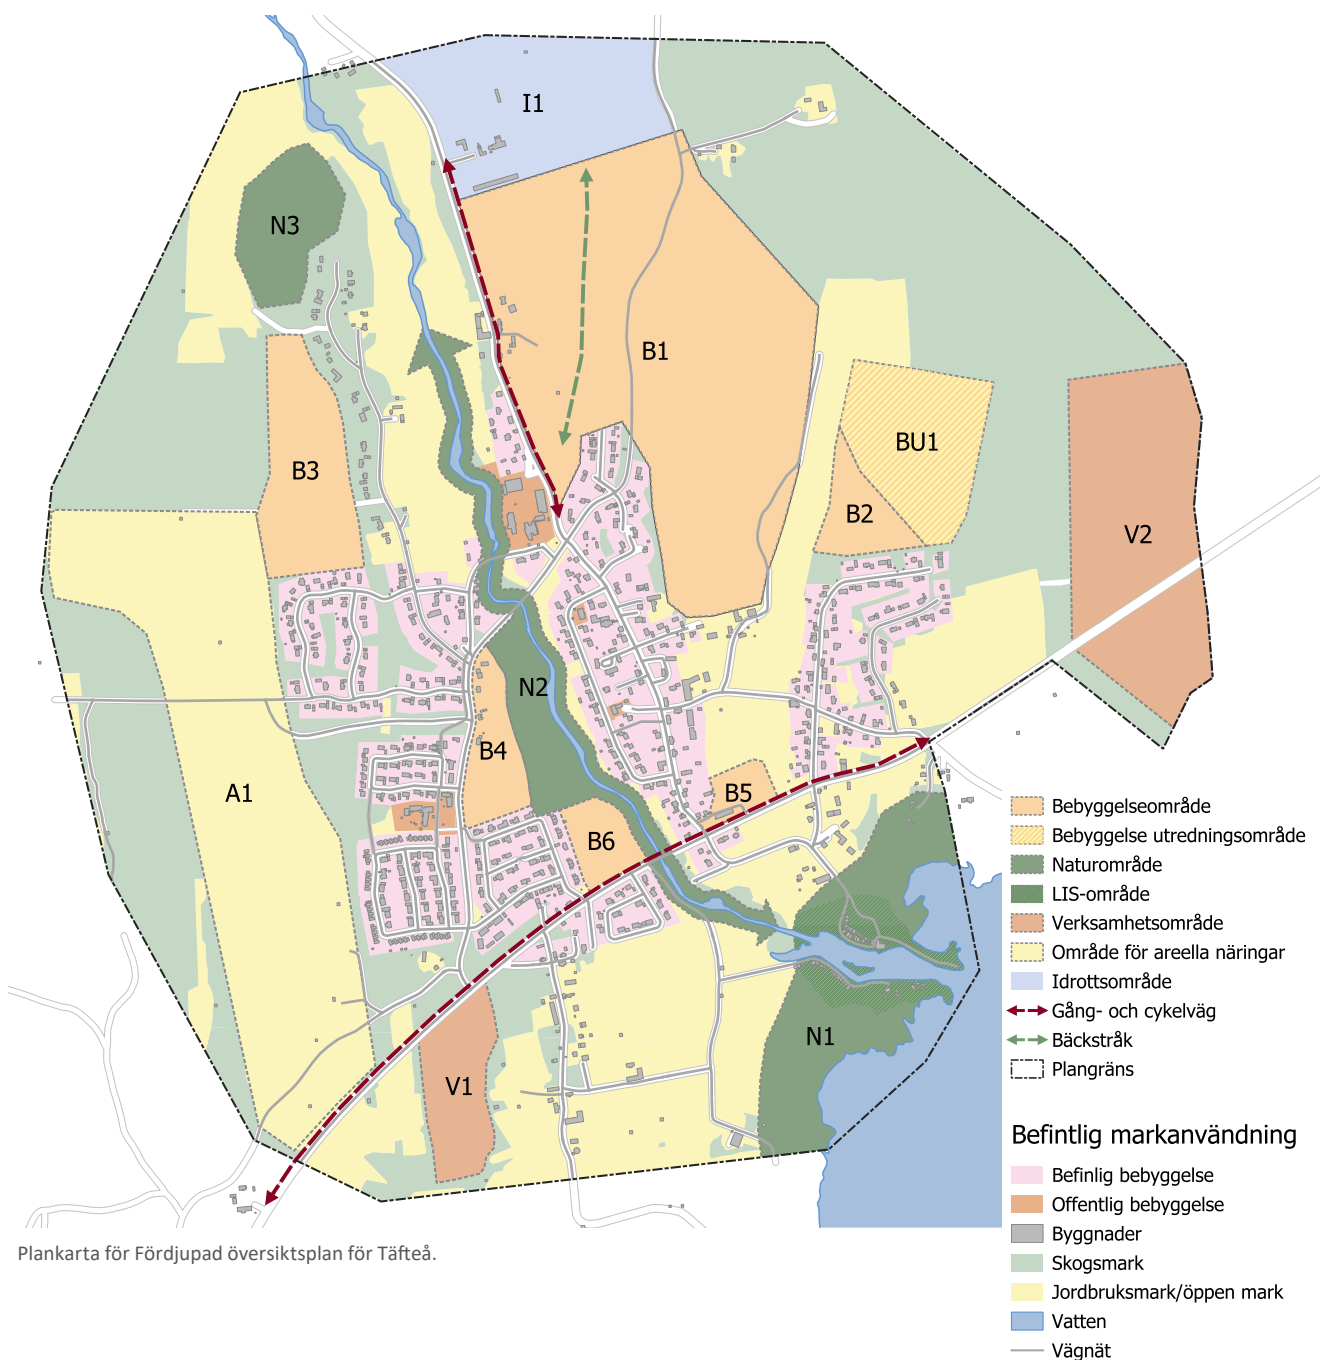 I1
N3
B1
BU1
B3
B2
V2
N2
B4
A1
B5
B6
N1
V1
Bebyggelseområde
Bebyggelse utredningsområde
Naturområde
LIS-område
Verksamhetsområde
Område för areella näringar
Idrottsområde
Gång- och cykelväg
Bäckstråk
Plangräns
Befintlig markanvändning
Befinlig bebyggelse
Offentlig bebyggelse
Byggnader
Skogsmark
Jordbruksmark/öppen mark
Vatten
Vägnät
Plankarta för Fördjupad översiktsplan för Täfteå.